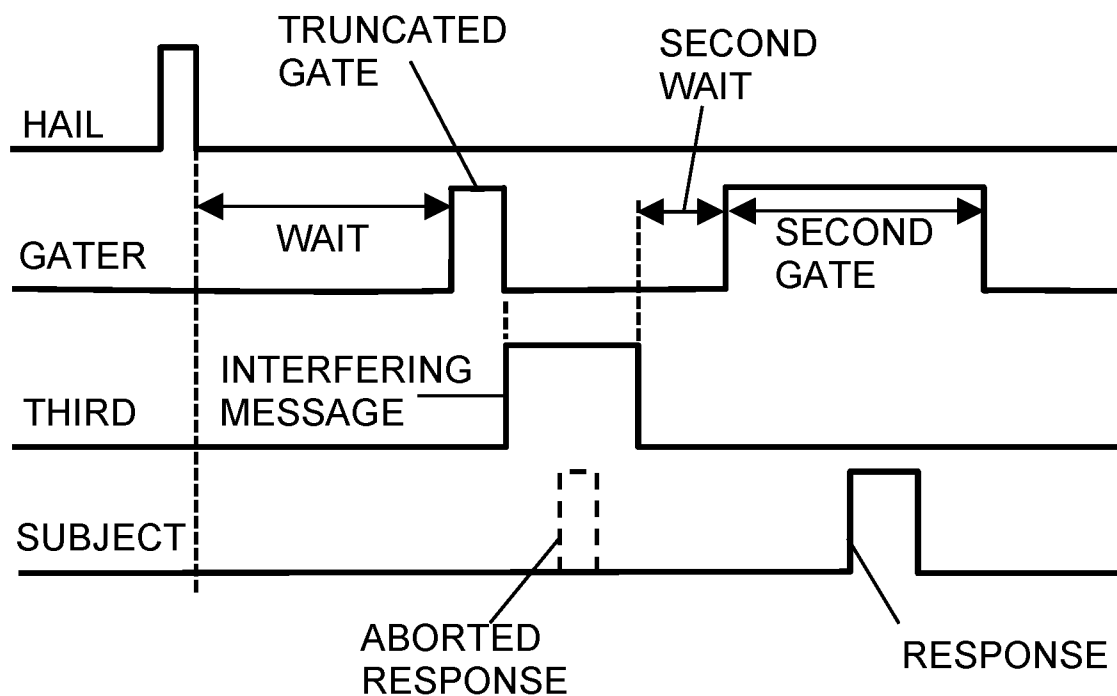 TRUNCATED
GATE
SECOND
WAIT
HAIL
WAIT
SECOND
GATE
GATER
INTERFERING
MESSAGE
THIRD
SUBJECT
ABORTED
RESPONSE
RESPONSE